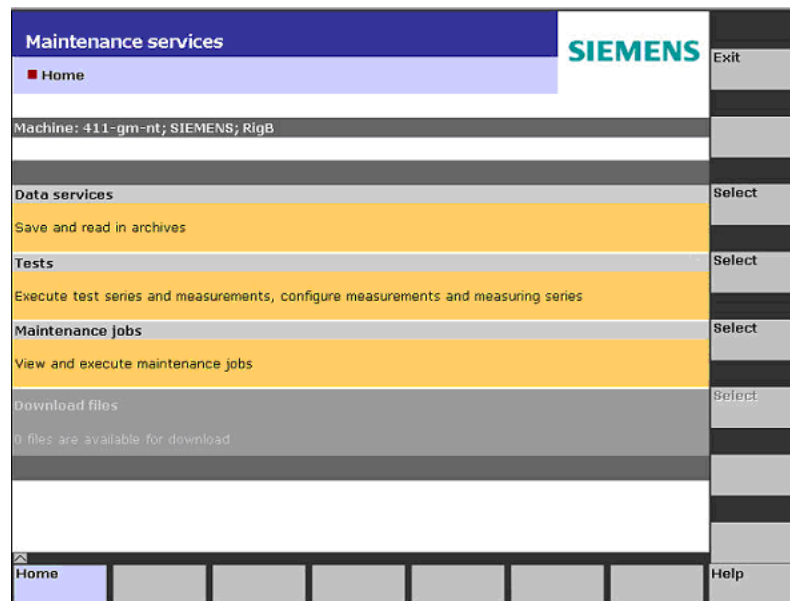 Maintenance services
SIEMENS
Exit
Home
Machine: 411-gm-nt; SIEMENS; RigB
Data services
Select
Save and read in archives
Tests
Select
Execute test series and measurements, configure measurements and measuring series
Maintenance jobs
Select
View and execute maintenance jobs
Download files
Select
0 files are available for download
Home
Help